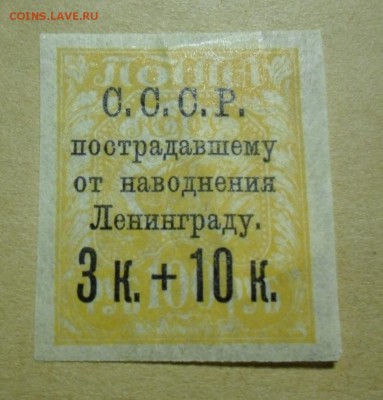 COINS.LAVE.RU
С.С.С.Р.
пострадавшему
от наводнения
Ленинграду.
3 к. + 10 к.